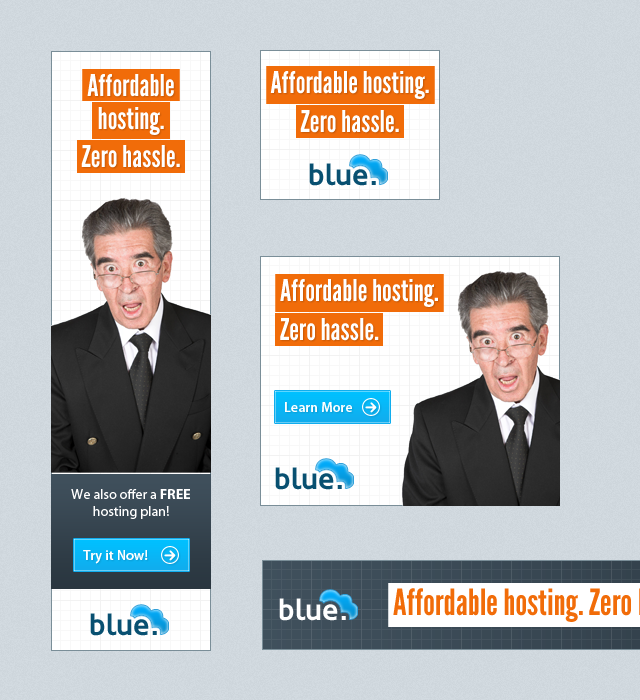 Affordable
hosting.
Zero hassle.
We also offer a FREE
hosting plan!
Try it Now!
blue.
Affordable hosting.
Zero hassle.
blue.
Affordable hosting.
Zero hassle.
Learn More
blue.
blue.
Affordable hosting. Zero